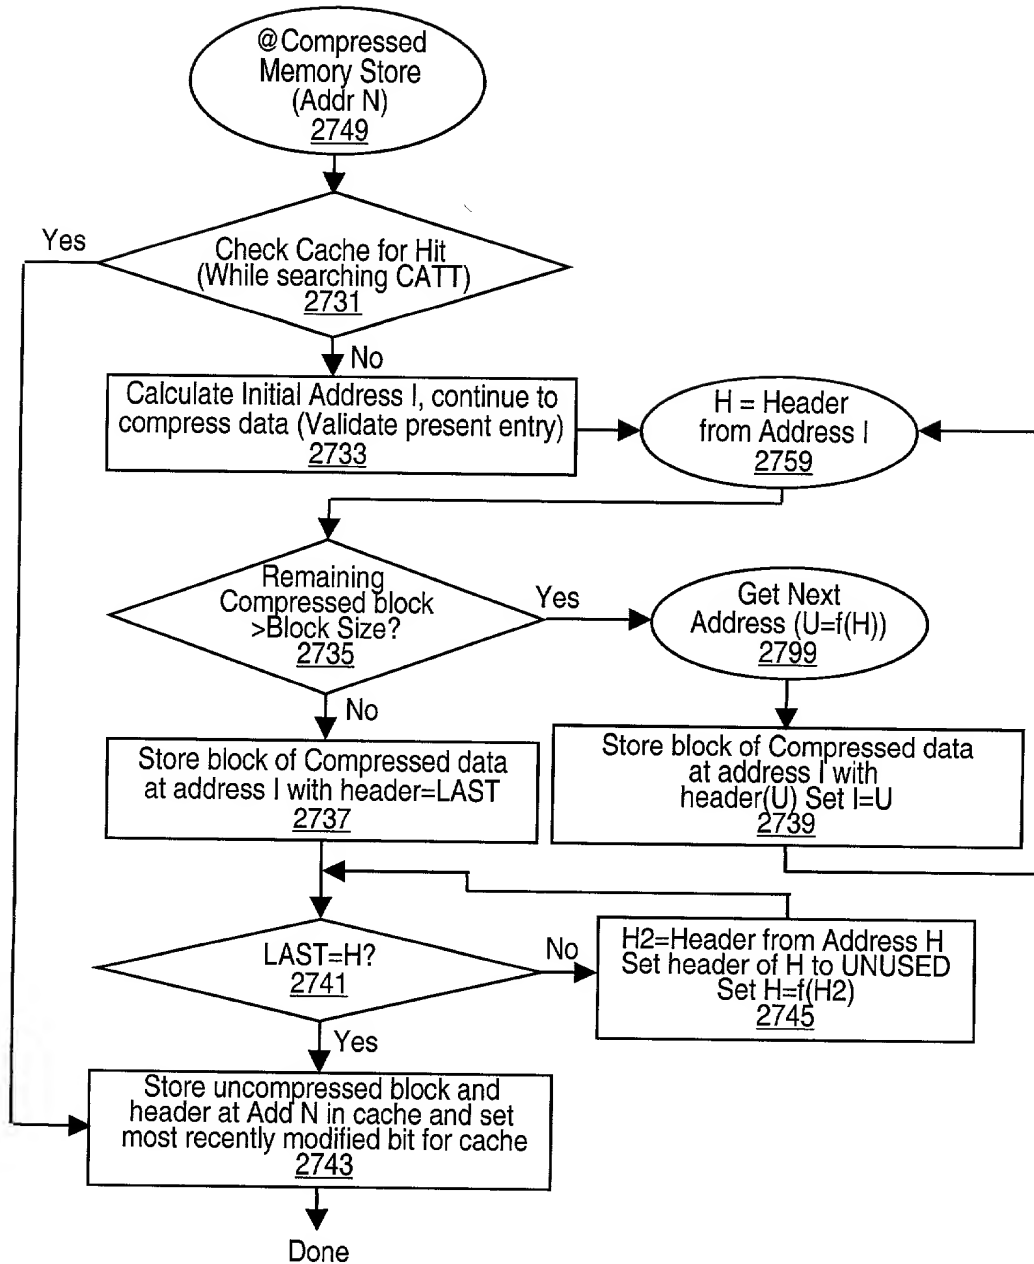 @Compressed
Memory Store
(Addr N)
2749
Yes
Check Cache for Hit
(While searching CATT)
2731
No
Calculate Initial Address I, continue to
compress data (Validate present entry)
2733
H = Header
from Address I
2759
Remaining
Compressed block
>Block Size?
2735
Yes
Get Next
Address (U=f(H))
2799
No
Store block of Compressed data
at address I with header=LAST
2737
Store block of Compressed data
at address I with
header(U) Set I=U
2739
LAST=H?
2741
No
H2=Header from Address H
Set header of H to UNUSED
Set H=f(H2)
2745
Yes
Store uncompressed block and
header at Add N in cache and set
most recently modified bit for cache
2743
Done